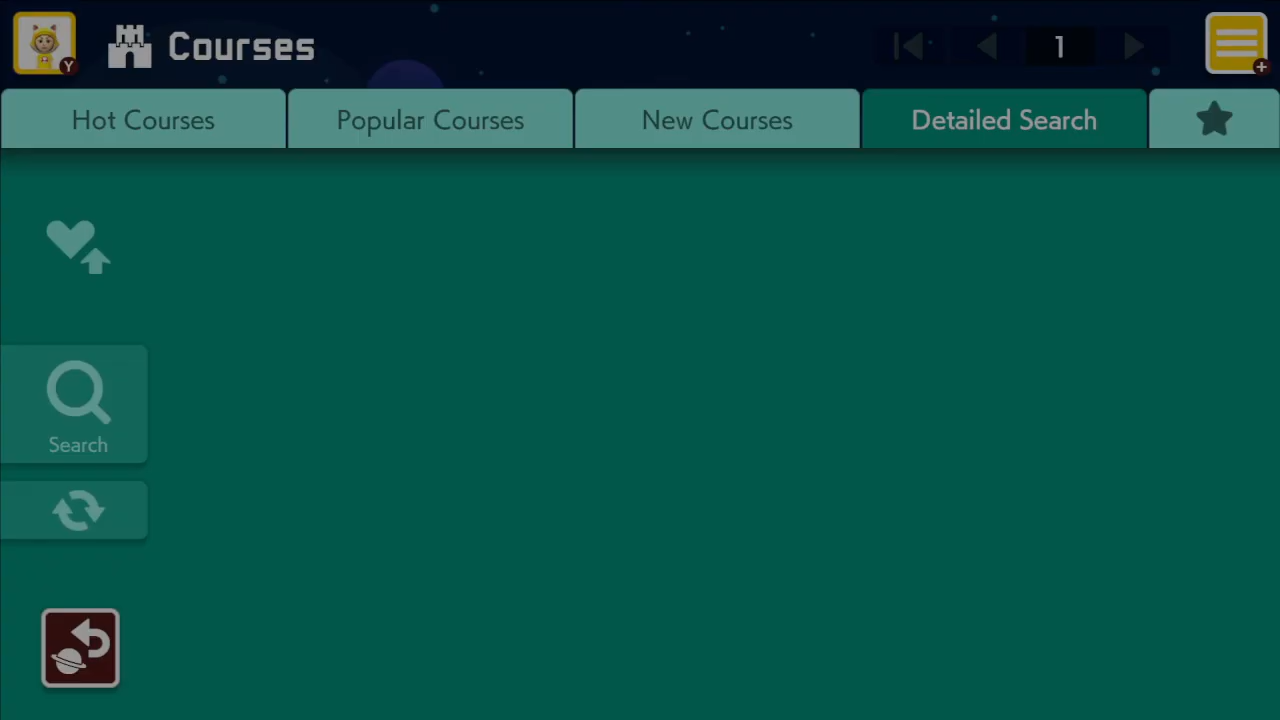 Courses
1
Y
+
Hot Courses
Popular Courses
New Courses
Detailed Search
Search